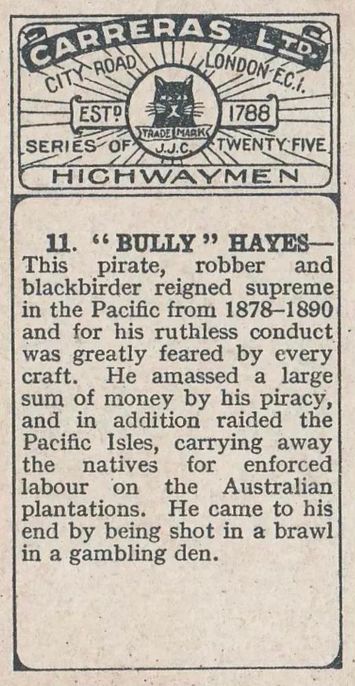 CARRERAS LTD.
CITY ROAD LONDON·E.C.1.
ESTD 1788
TRADE MARK
SERIES OF J.J.C. TWENTY·FIVE
HIGHWAYMEN
11. “BULLY” HAYES—
This pirate, robber and
blackbirder reigned supreme
in the Pacific from 1878–1890
and for his ruthless conduct
was greatly feared by every
craft. He amassed a large
sum of money by his piracy,
and in addition raided the
Pacific Isles, carrying away
the natives for enforced
labour on the Australian
plantations. He came to his
end by being shot in a brawl
in a gambling den.